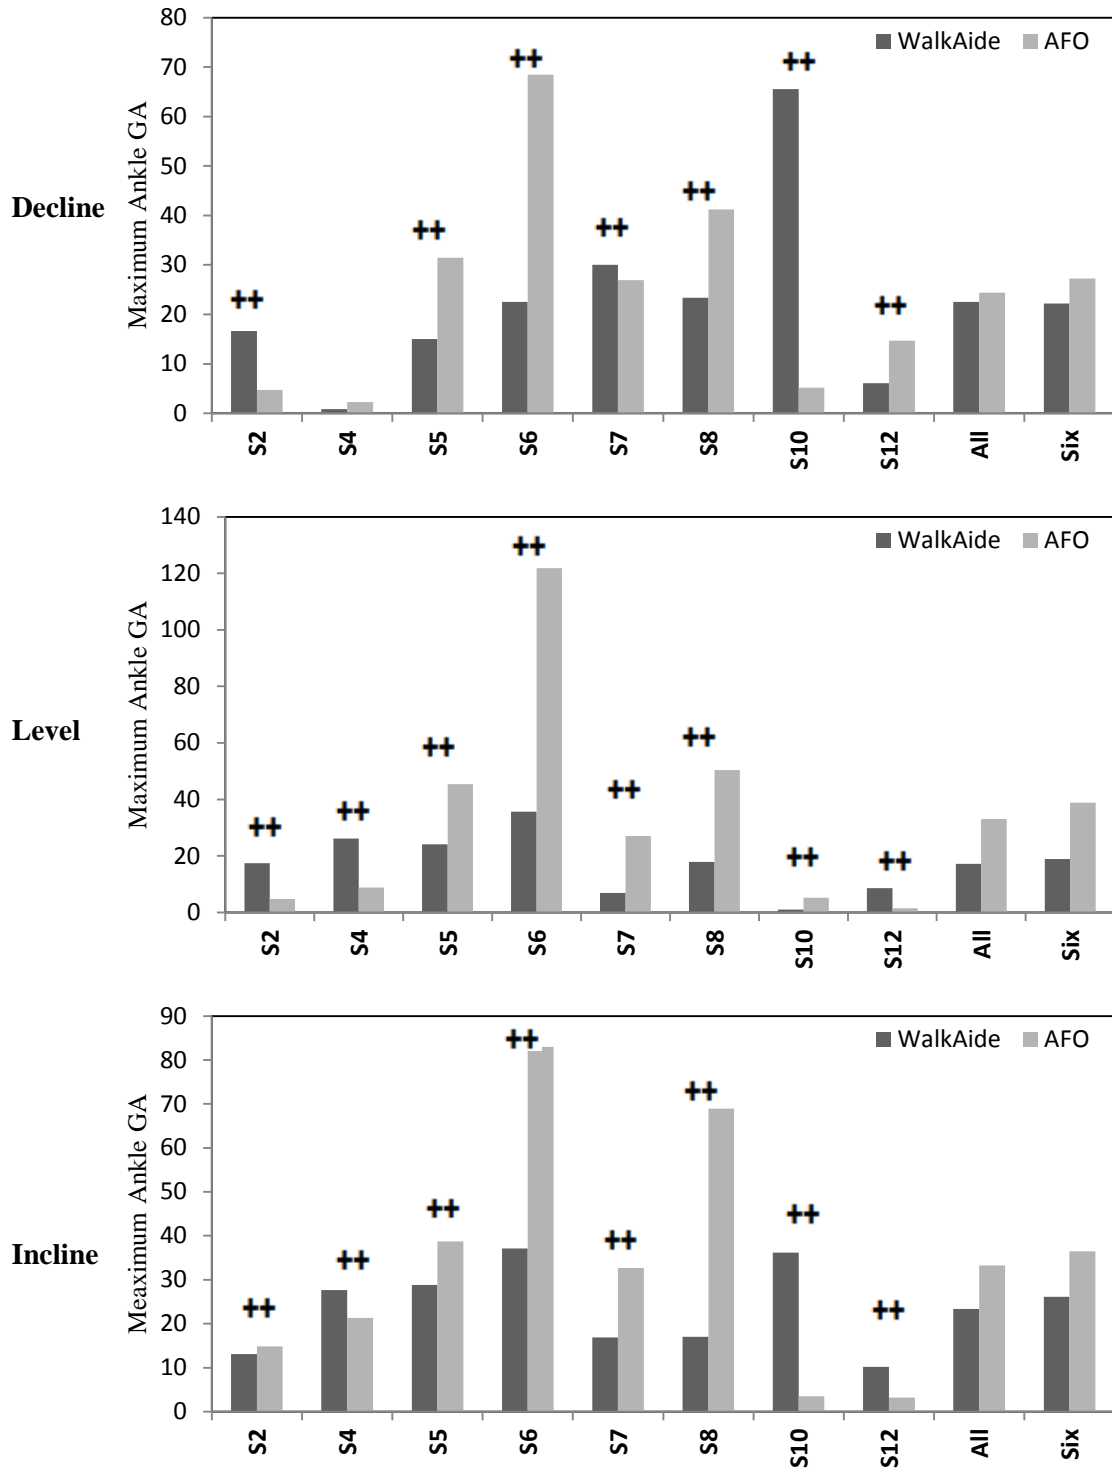 Decline
Maximum Ankle GA
80
70
60
50
40
30
20
10
0
WalkAide AFO
++ ++ ++ ++ ++ ++ ++
S2 S4 S5 S6 S7 S8 S10 S12 All Six
Level
Maximum Ankle GA
140
120
100
80
60
40
20
0
WalkAide AFO
++ ++ ++ ++ ++ ++ ++ ++
S2 S4 S5 S6 S7 S8 S10 S12 All Six
Incline
Meaximum Ankle GA
90
80
70
60
50
40
30
20
10
0
WalkAide AFO
++ ++ ++ ++ ++ ++ ++ ++
S2 S4 S5 S6 S7 S8 S10 S12 All Six